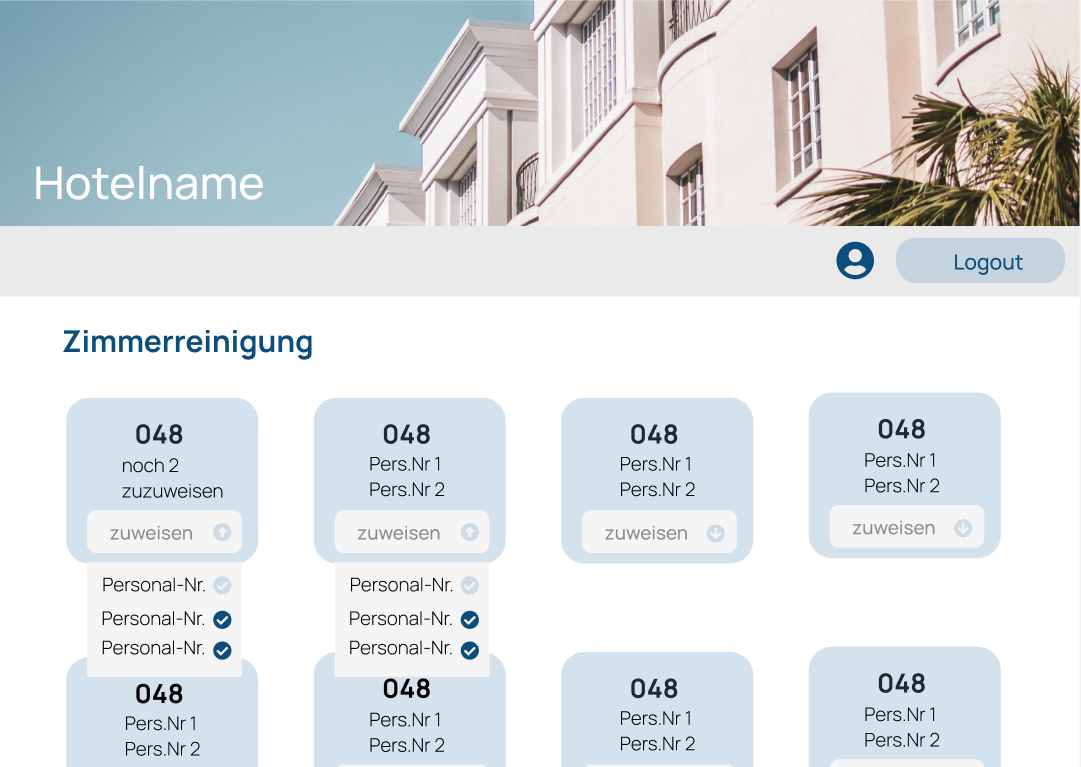 Hotelname
Logout
Zimmerreinigung
048
noch 2
zuzuweisen
zuweisen
Personal-Nr.
Personal-Nr.
Personal-Nr.
048
Pers.Nr 1
Pers.Nr 2
zuweisen
Personal-Nr.
Personal-Nr.
Personal-Nr.
048
Pers.Nr 1
Pers.Nr 2
zuweisen
048
Pers.Nr 1
Pers.Nr 2
zuweisen
048
Pers.Nr 1
Pers.Nr 2
048
Pers.Nr 1
Pers.Nr 2
048
Pers.Nr 1
Pers.Nr 2
048
Pers.Nr 1
Pers.Nr 2